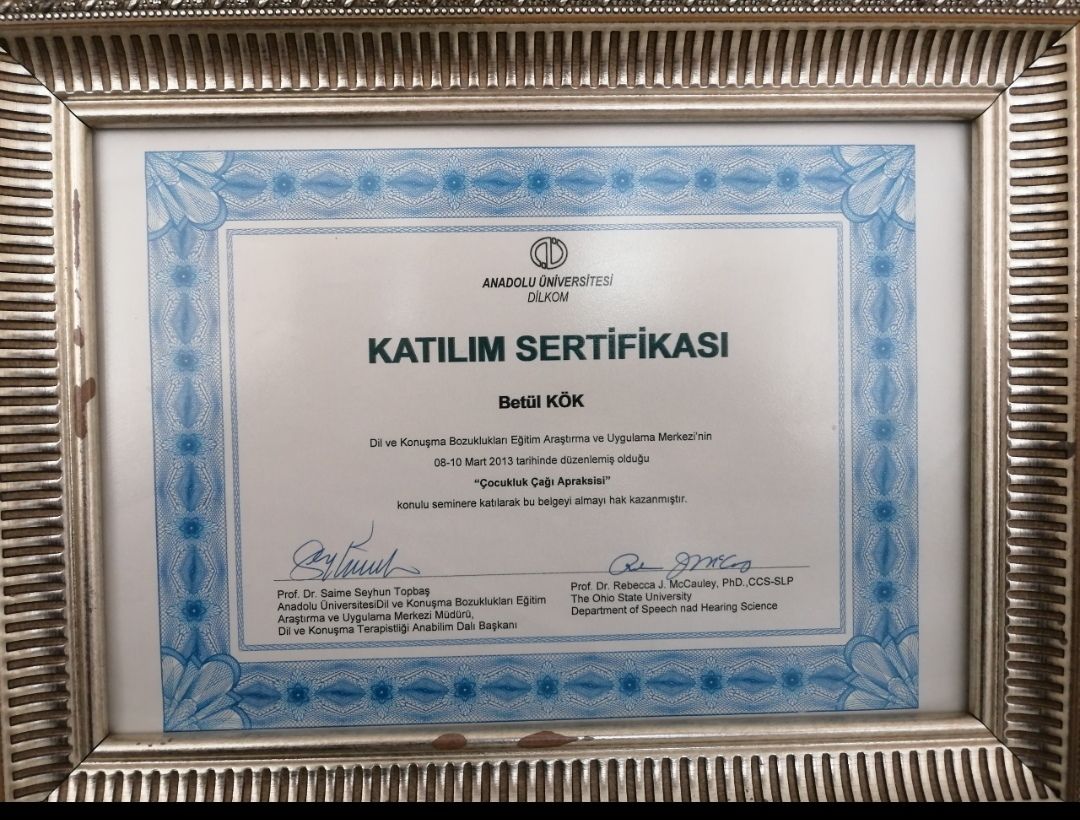 ANADOLU ÜNİVERSİTESİ
DİLKOM
KATILIM SERTİFİKASI
Betül KÖK
Dil ve Konuşma Bozuklukları Eğitim Araştırma ve Uygulama Merkezi'nin
08-10 Mart 2013 tarihinde düzenlemiş olduğu
“Çocukluk Çağı Apraksisi”
konulu seminere katılarak bu belgeyi almayı hak kazanmıştır.
Prof. Dr. Saime Seyhun Topbaş
Anadolu ÜniversitesiDil ve Konuşma Bozuklukları Eğitim
Araştırma ve Uygulama Merkezi Müdürü,
Dil ve Konuşma Terapistliği Anabilim Dalı Başkanı
Prof. Dr. Rebecca J. McCauley, PhD.,CCS-SLP
The Ohio State University
Department of Speech nad Hearing Science